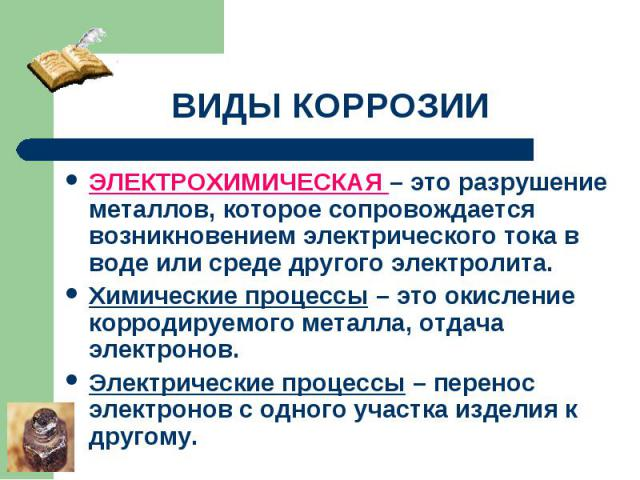 ВИДЫ КОРРОЗИИ
ЭЛЕКТРОХИМИЧЕСКАЯ – это разрушение
металлов, которое сопровождается
возникновением электрического тока в
воде или среде другого электролита.
Химические процессы – это окисление
корродируемого металла, отдача
электронов.
Электрические процессы – перенос
электронов с одного участка изделия к
другому.